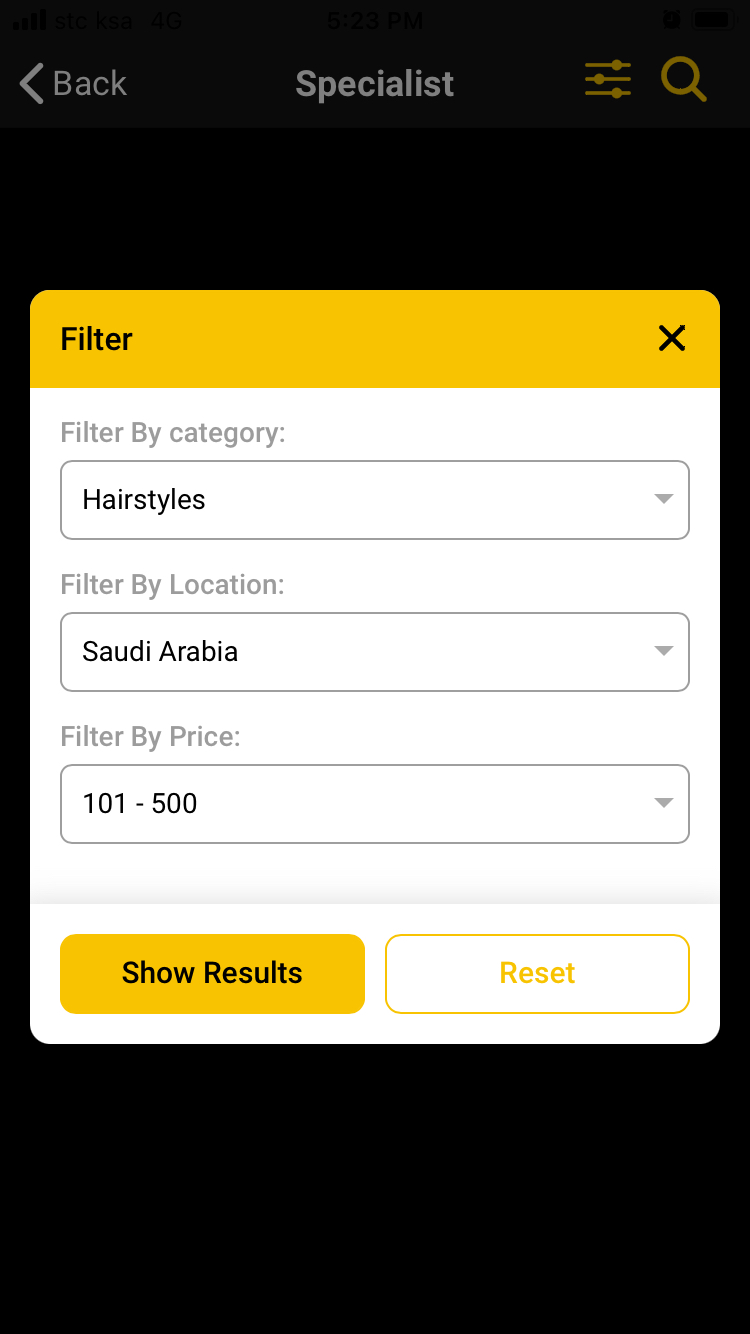 stc ksa 4G 5:23 PM
Back Specialist
Filter
Filter By category:
Hairstyles
Filter By Location:
Saudi Arabia
Filter By Price:
101 - 500
Show Results Reset